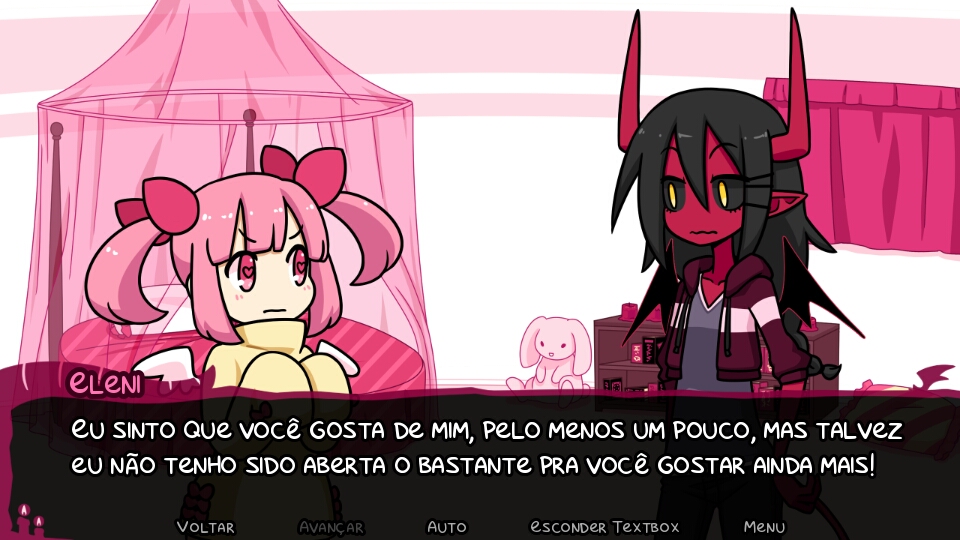 ELENI
EU SINTO QUE VOCÊ GOSTA DE MIM, PELO MENOS UM POUCO, MAS TALVEZ
EU NÃO TENHO SIDO ABERTA O BASTANTE PRA VOCÊ GOSTAR AINDA MAIS!
VOLTAR AVANÇAR AUTO ESCONDER TEXTBOX MENU